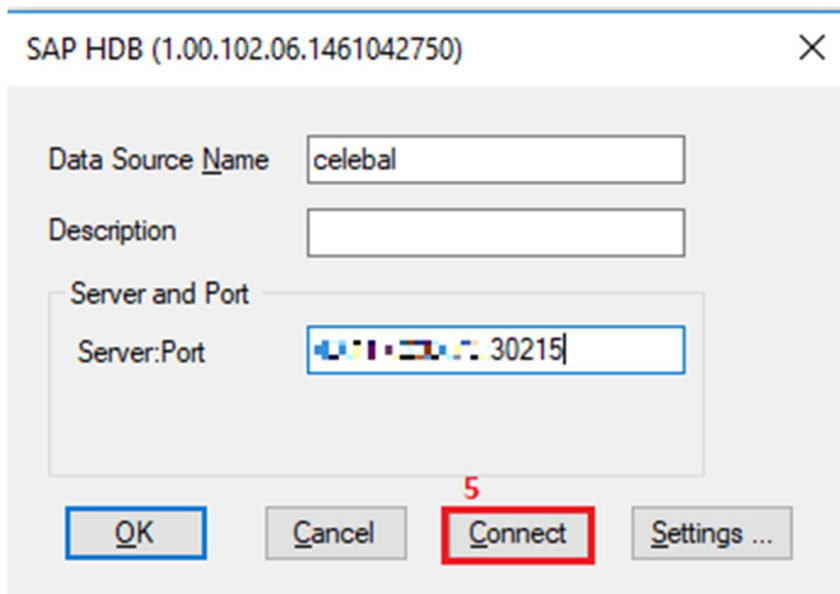 SAP HDB (1.00.102.06.1461042750)
Data Source Name celebal
Description
Server and Port
Server:Port 30215
5
OK Cancel Connect Settings ...